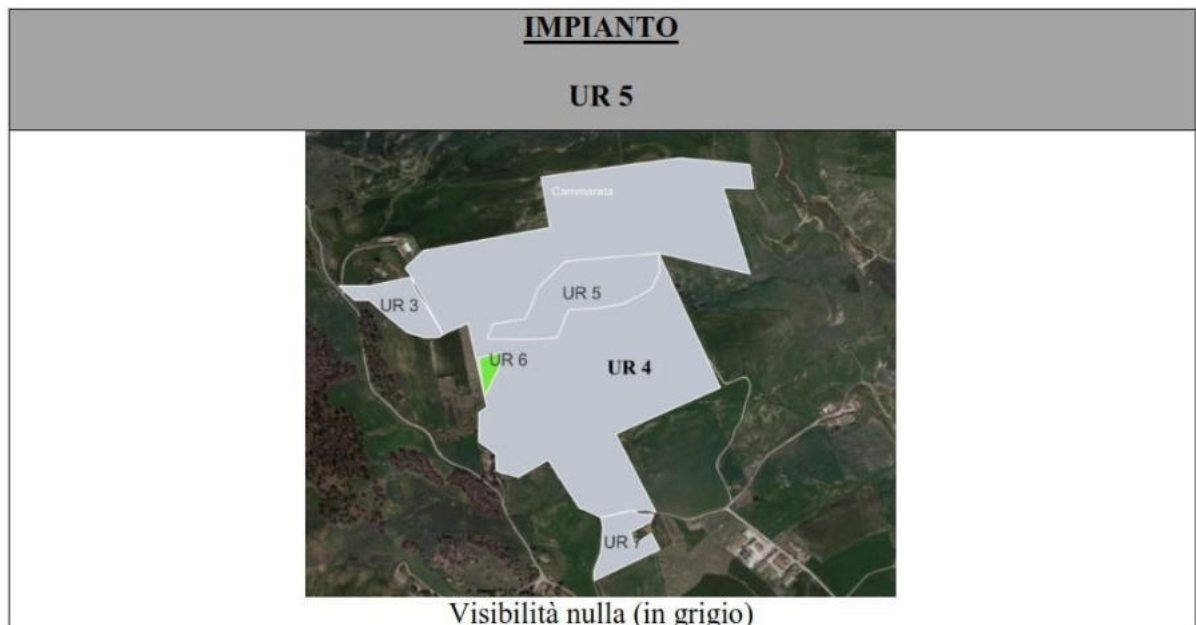 IMPIANTO
UR 5
Cammarata
UR 5
UR 3
UR 6
UR 4
UR 7
Visibilità nulla (in grigio)